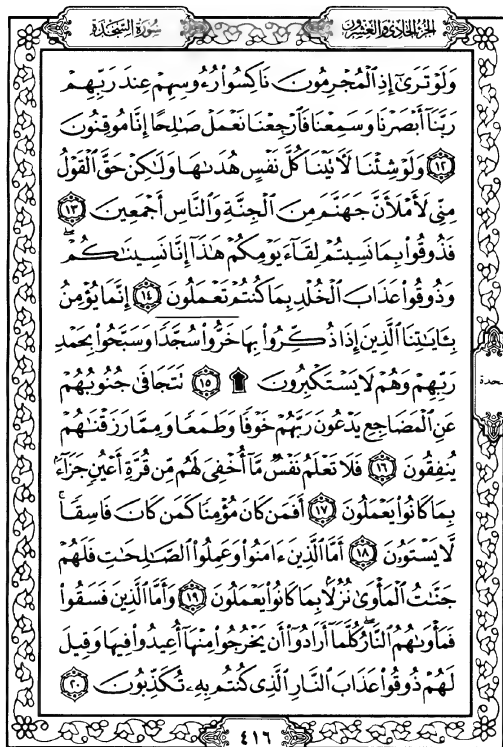 سُورَةُ السَّجْدَةِ
الجزء الحادي والعشرون
وَلَوْ تَرَىٰٓ إِذِ ٱلْمُجْرِمُونَ نَاكِسُوا۟ رُءُوسِهِمْ عِندَ رَبِّهِمْ
رَبَّنَآ أَبْصَرْنَا وَسَمِعْنَا فَٱرْجِعْنَا نَعْمَلْ صَٰلِحًا إِنَّا مُوقِنُونَ
١٢ وَلَوْ شِئْنَا لَءَاتَيْنَا كُلَّ نَفْسٍ هُدَىٰهَا وَلَٰكِنْ حَقَّ ٱلْقَوْلُ
مِنِّى لَأَمْلَأَنَّ جَهَنَّمَ مِنَ ٱلْجِنَّةِ وَٱلنَّاسِ أَجْمَعِينَ ١٣
فَذُوقُوا۟ بِمَا نَسِيتُمْ لِقَآءَ يَوْمِكُمْ هَٰذَآ إِنَّا نَسِينَٰكُمْ ۖ
وَذُوقُوا۟ عَذَابَ ٱلْخُلْدِ بِمَا كُنتُمْ تَعْمَلُونَ ١٤ إِنَّمَا يُؤْمِنُ
بِـَٔايَٰتِنَا ٱلَّذِينَ إِذَا ذُكِّرُوا۟ بِهَا خَرُّوا۟ سُجَّدًا وَسَبَّحُوا۟ بِحَمْدِ
رَبِّهِمْ وَهُمْ لَا يَسْتَكْبِرُونَ ۩ ١٥ تَتَجَافَىٰ جُنُوبُهُمْ
عَنِ ٱلْمَضَاجِعِ يَدْعُونَ رَبَّهُمْ خَوْفًا وَطَمَعًا وَمِمَّا رَزَقْنَٰهُمْ
يُنفِقُونَ ١٦ فَلَا تَعْلَمُ نَفْسٌ مَّآ أُخْفِىَ لَهُم مِّن قُرَّةِ أَعْيُنٍ جَزَآءًۢ
بِمَا كَانُوا۟ يَعْمَلُونَ ١٧ أَفَمَن كَانَ مُؤْمِنًا كَمَن كَانَ فَاسِقًا ۚ
لَّا يَسْتَوُۥنَ ١٨ أَمَّا ٱلَّذِينَ ءَامَنُوا۟ وَعَمِلُوا۟ ٱلصَّٰلِحَٰتِ فَلَهُمْ
جَنَّٰتُ ٱلْمَأْوَىٰ نُزُلًۢا بِمَا كَانُوا۟ يَعْمَلُونَ ١٩ وَأَمَّا ٱلَّذِينَ فَسَقُوا۟
فَمَأْوَىٰهُمُ ٱلنَّارُ ۖ كُلَّمَآ أَرَادُوٓا۟ أَن يَخْرُجُوا۟ مِنْهَآ أُعِيدُوا۟ فِيهَا وَقِيلَ
لَهُمْ ذُوقُوا۟ عَذَابَ ٱلنَّارِ ٱلَّذِى كُنتُم بِهِۦ تُكَذِّبُونَ ٢٠
٤١٦